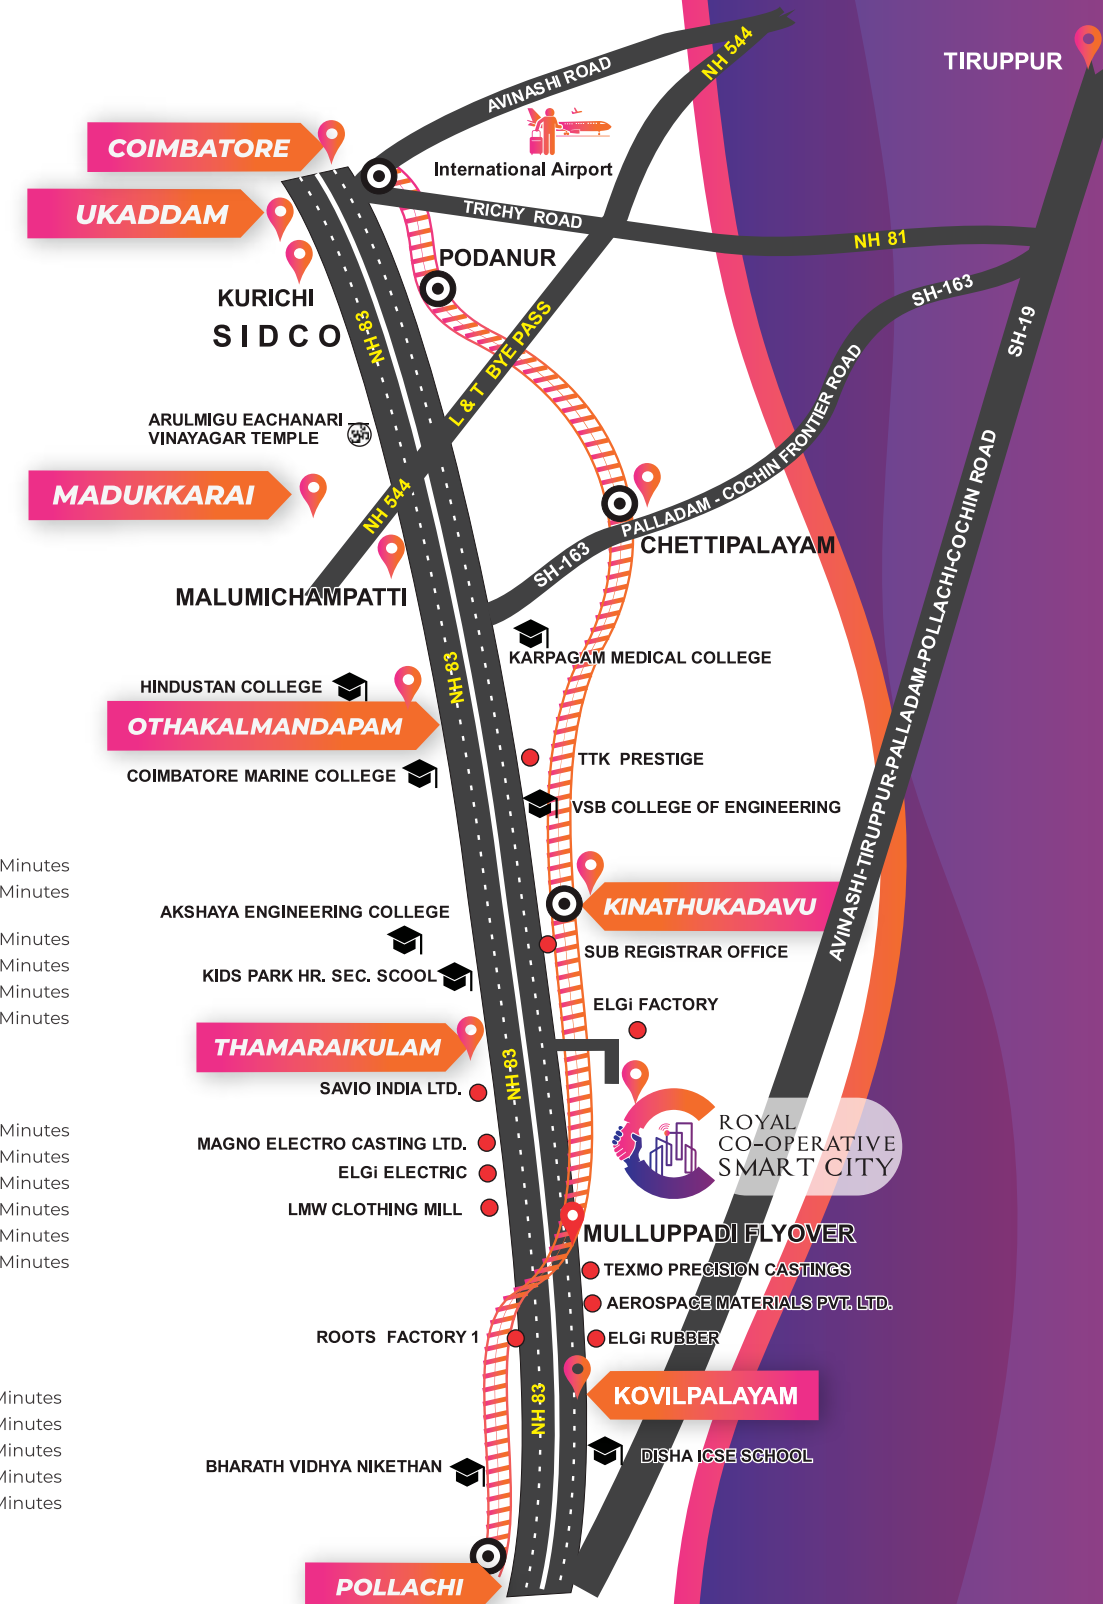 NH 544
TIRUPPUR
AVINASHI ROAD
COIMBATORE
International Airport
UKADDAM
TRICHY ROAD
NH 81
PODANUR
KURICHI
SIDCO
SH-163
NH-83
SH-19
L & T BYE PASS
ARULMIGU EACHANARI
VINAYAGAR TEMPLE
PALLADAM - COCHIN FRONTIER ROAD
MADUKKARAI
NH 544
CHETTIPALAYAM
SH-163
MALUMICHAMPATTI
AVINASHI-TIRUPPUR-PALLADAM-POLLACHI-COCHIN ROAD
KARPAGAM MEDICAL COLLEGE
NH-83
HINDUSTAN COLLEGE
OTHAKALMANDAPAM
TTK PRESTIGE
COIMBATORE MARINE COLLEGE
VSB COLLEGE OF ENGINEERING
Minutes
Minutes
KINATHUKADAVU
AKSHAYA ENGINEERING COLLEGE
Minutes
SUB REGISTRAR OFFICE
Minutes
KIDS PARK HR. SEC. SCOOL
Minutes
ELGi FACTORY
Minutes
THAMARAIKULAM
NH-83
SAVIO INDIA LTD.
ROYAL
CO-OPERATIVE
SMART CITY
Minutes
MAGNO ELECTRO CASTING LTD.
Minutes
ELGi ELECTRIC
Minutes
LMW CLOTHING MILL
Minutes
MULLUPPADI FLYOVER
Minutes
Minutes
TEXMO PRECISION CASTINGS
AEROSPACE MATERIALS PVT. LTD.
ROOTS FACTORY 1
ELGi RUBBER
KOVILPALAYAM
NH 83
Minutes
Minutes
Minutes
DISHA ICSE SCHOOL
BHARATH VIDHYA NIKETHAN
Minutes
Minutes
POLLACHI